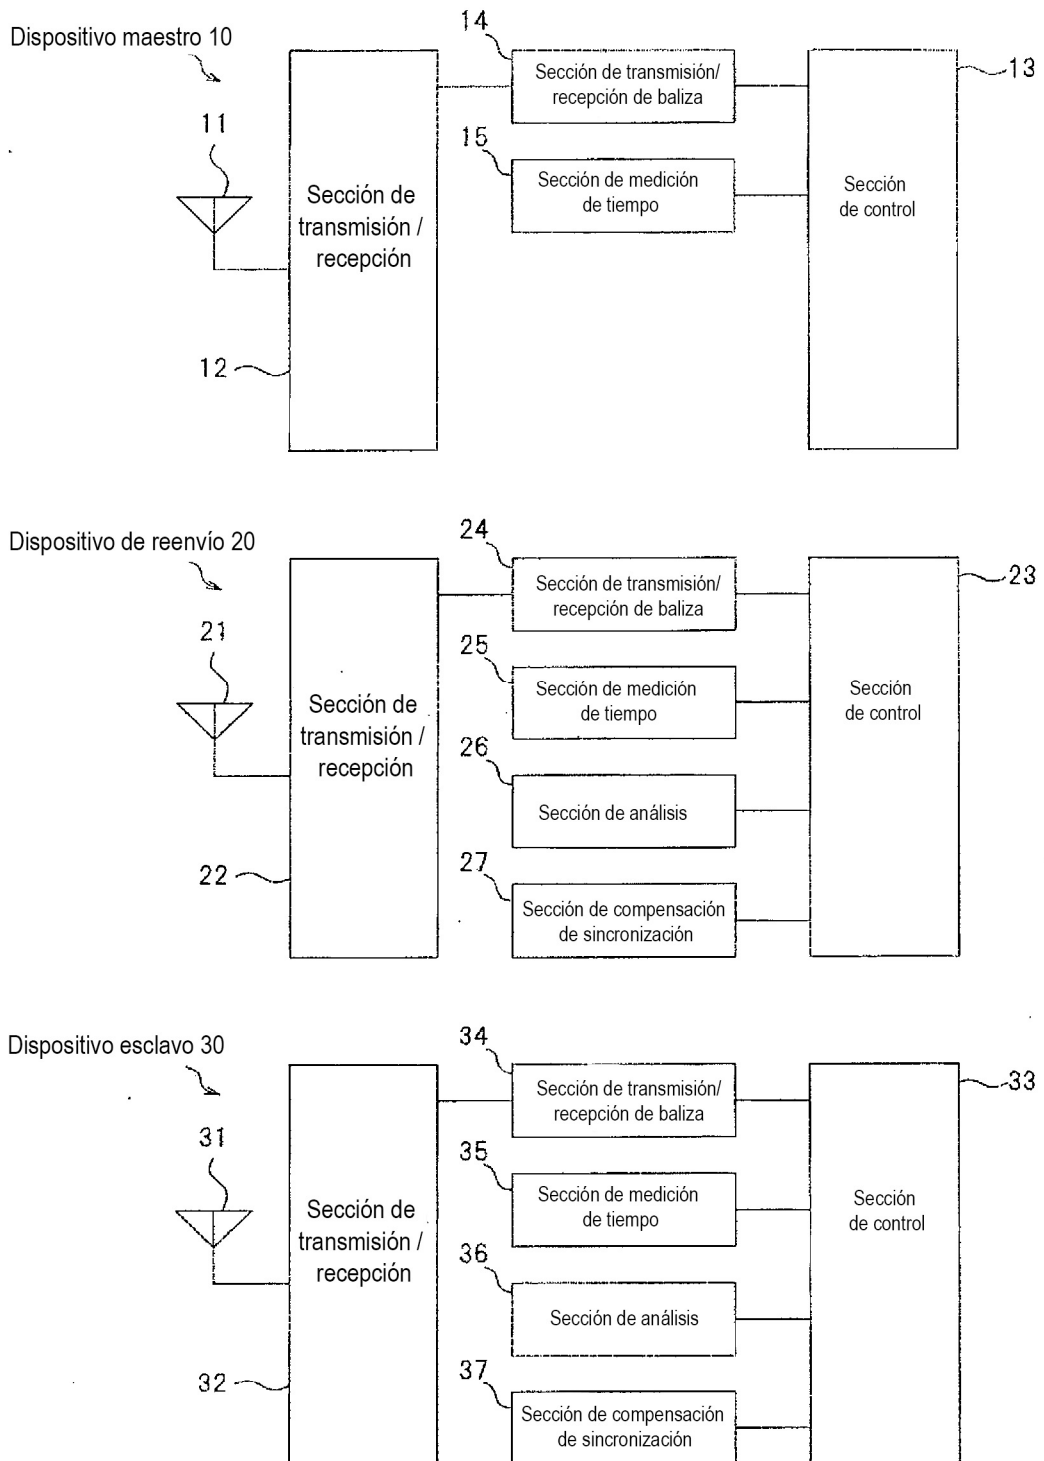 Dispositivo maestro 10
11
Sección de
transmisión /
recepción
12
14
Sección de transmisión/
recepción de baliza
15
Sección de medición
de tiempo
13
Sección
de control
Dispositivo de reenvío 20
21
Sección de
transmisión /
recepción
22
24
Sección de transmisión/
recepción de baliza
25
Sección de medición
de tiempo
26
Sección de análisis
27
Sección de compensación
de sincronización
23
Sección
de control
Dispositivo esclavo 30
31
Sección de
transmisión /
recepción
32
34
Sección de transmisión/
recepción de baliza
35
Sección de medición
de tiempo
36
Sección de análisis
37
Sección de compensación
de sincronización
33
Sección
de control